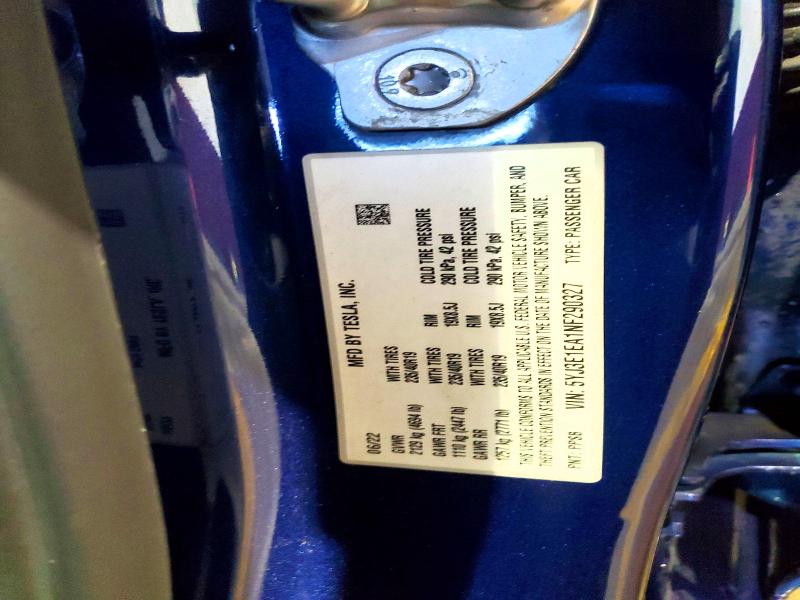 MFD BY TESLA, INC.
06/22
GVWR WITH TIRES RIM COLD TIRE PRESSURE
2129 kg (4694 lb) 235/40R19 19X8.5J 290 kPa, 42 psi
GAWR FRT WITH TIRES RIM COLD TIRE PRESSURE
1110 kg (2447 lb) 235/40R19 19X8.5J 290 kPa, 42 psi
GAWR RR
1257 kg (2771 lb) 235/40R19
THIS VEHICLE CONFORMS TO ALL APPLICABLE U.S. FEDERAL MOTOR VEHICLE SAFETY, BUMPER, AND
THEFT PREVENTION STANDARDS IN EFFECT ON THE DATE OF MANUFACTURE SHOWN ABOVE.
PNT: PPSB VIN: 5YJ3E1EA1NF290327 TYPE: PASSENGER CAR